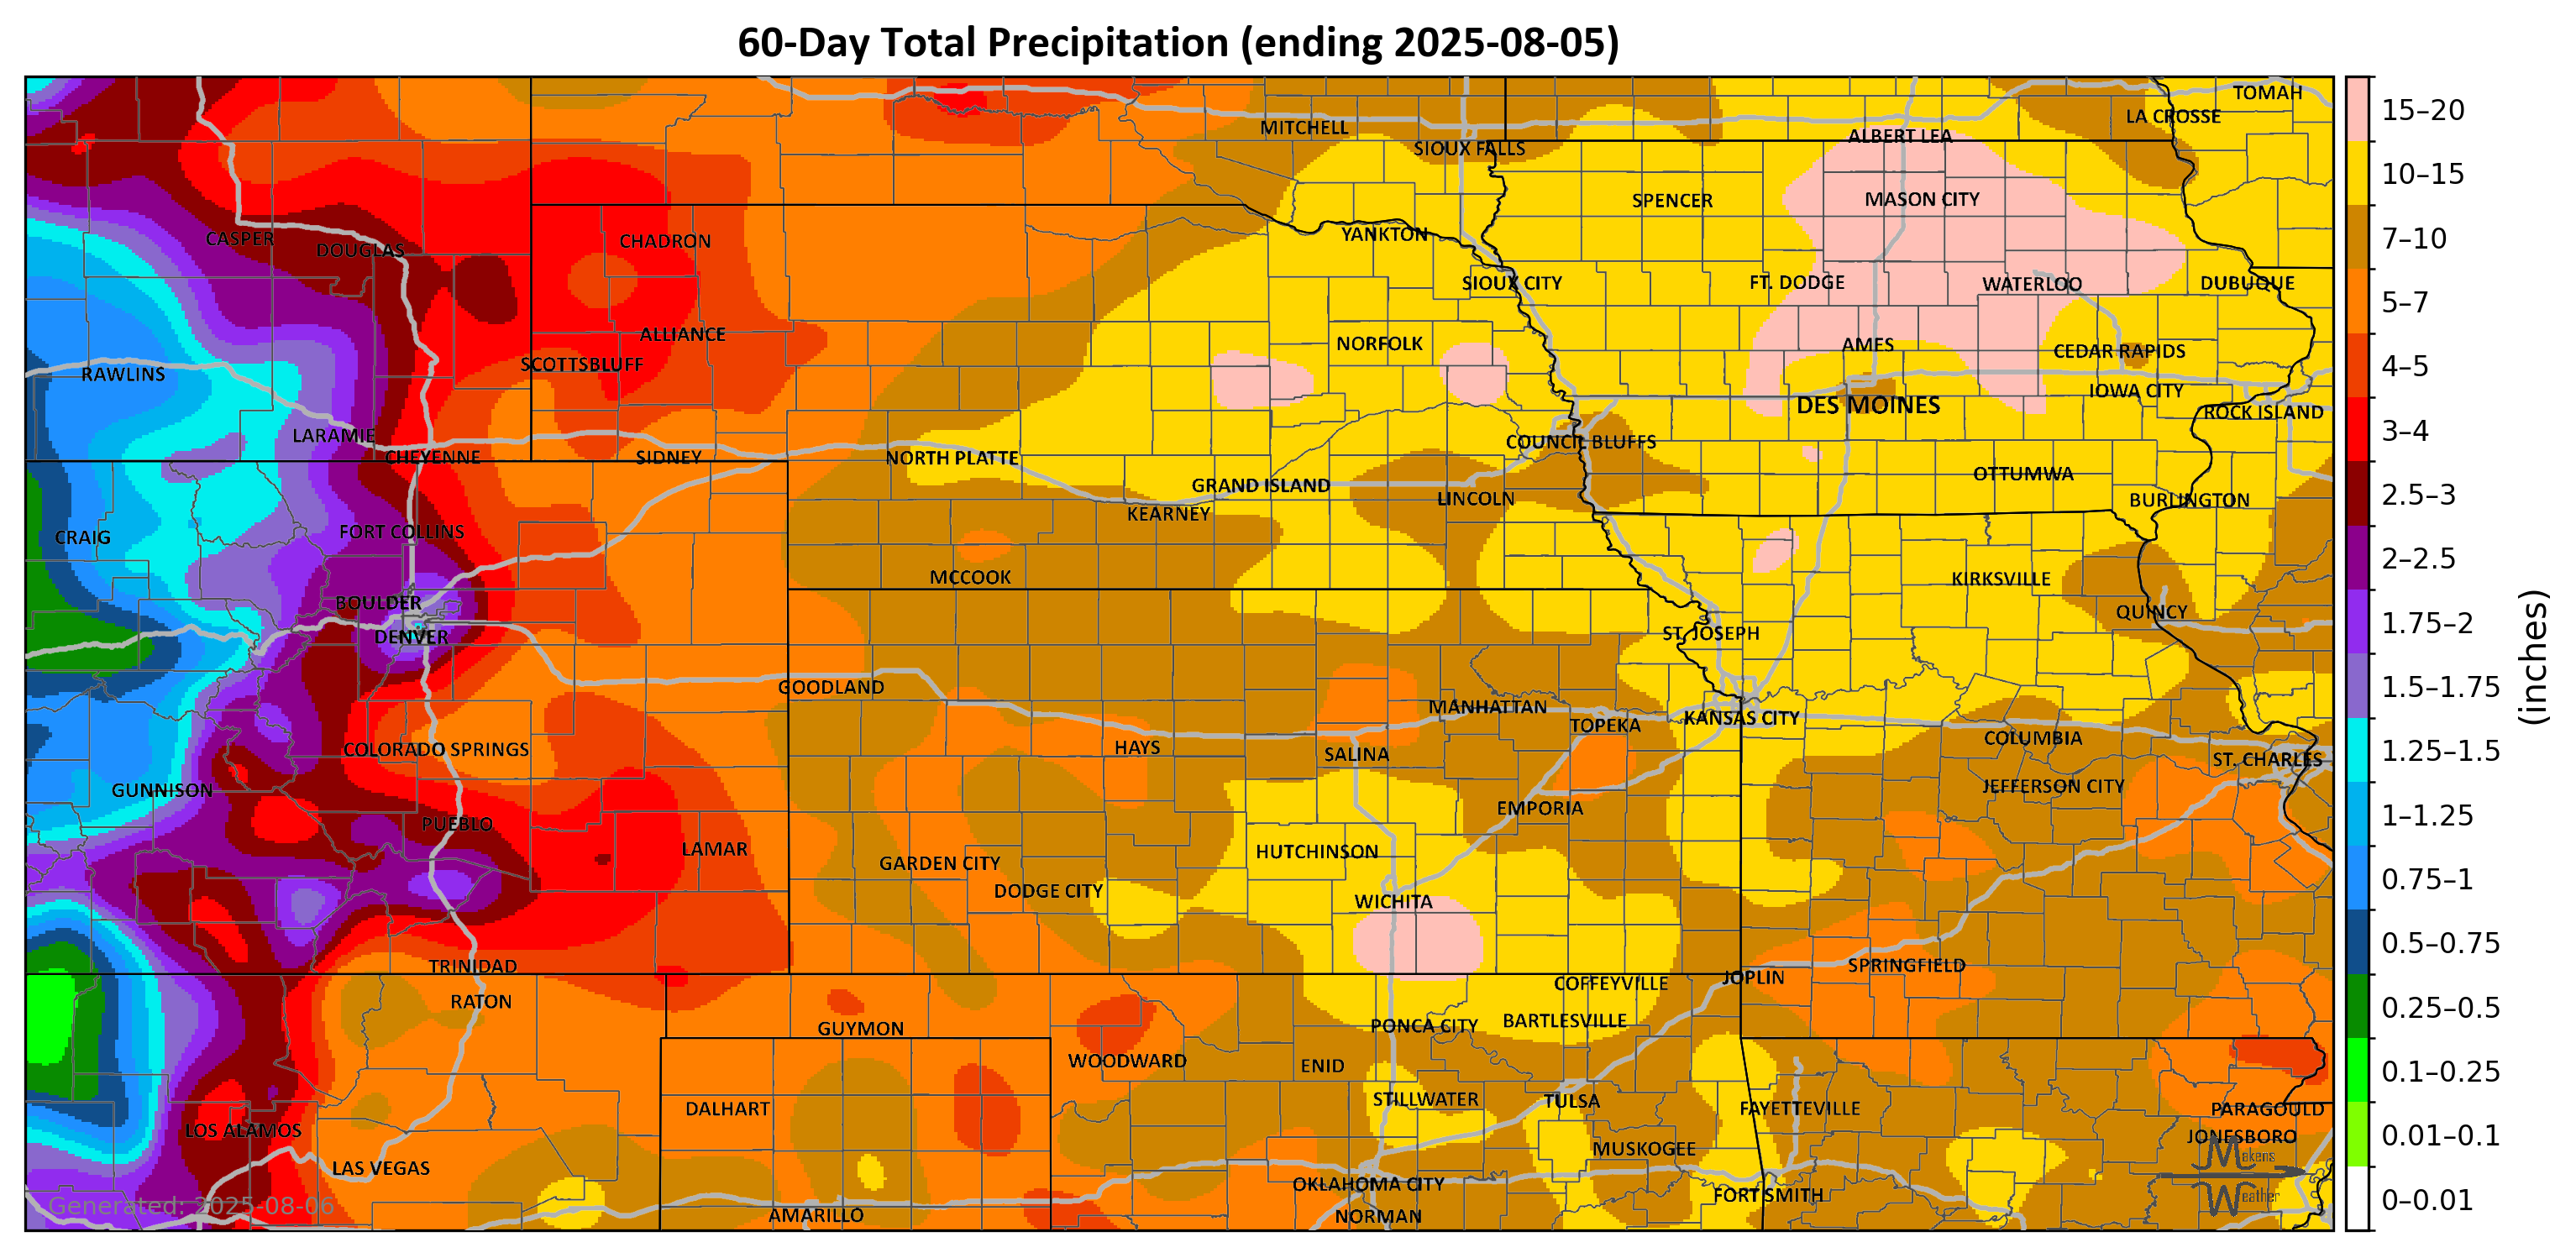 60-Day Total Precipitation (ending 2025-08-05)
TOMAH
LA CROSSE
MITCHELL
ALBERT LEA
SIOUX FALLS
SPENCER
MASON CITY
CASPER
DOUGLAS
CHADRON
YANKTON
SIOUX CITY
FT. DODGE
WATERLOO
DUBUQUE
ALLIANCE
NORFOLK
AMES
CEDAR RAPIDS
SCOTTSBLUFF
RAWLINS
IOWA CITY
DES MOINES
ROCK ISLAND
LARAMIE
COUNCIL BLUFFS
CHEYENNE
SIDNEY
NORTH PLATTE
OTTUMWA
GRAND ISLAND
LINCOLN
BURLINGTON
KEARNEY
CRAIG
FORT COLLINS
MCCOOK
KIRKSVILLE
BOULDER
QUINCY
DENVER
ST. JOSEPH
GOODLAND
MANHATTAN
TOPEKA
KANSAS CITY
COLORADO SPRINGS
HAYS
SALINA
COLUMBIA
ST. CHARLES
GUNNISON
JEFFERSON CITY
EMPORIA
PUEBLO
LAMAR
HUTCHINSON
GARDEN CITY
DODGE CITY
WICHITA
TRINIDAD
SPRINGFIELD
JOPLIN
COFFEYVILLE
RATON
GUYMON
PONCA CITY
BARTLESVILLE
WOODWARD
ENID
DALHART
STILLWATER
TULSA
FAYETTEVILLE
PARAGOULD
LOS ALAMOS
JONESBORO
MUSKOGEE
LAS VEGAS
OKLAHOMA CITY
FORT SMITH
AMARILLO
NORMAN
Generated: 2025-08-06
Makens
Weather
15–20
10–15
7–10
5–7
4–5
3–4
2.5–3
2–2.5
1.75–2
1.5–1.75
1.25–1.5
1–1.25
0.75–1
0.5–0.75
0.25–0.5
0.1–0.25
0.01–0.1
0–0.01
(inches)